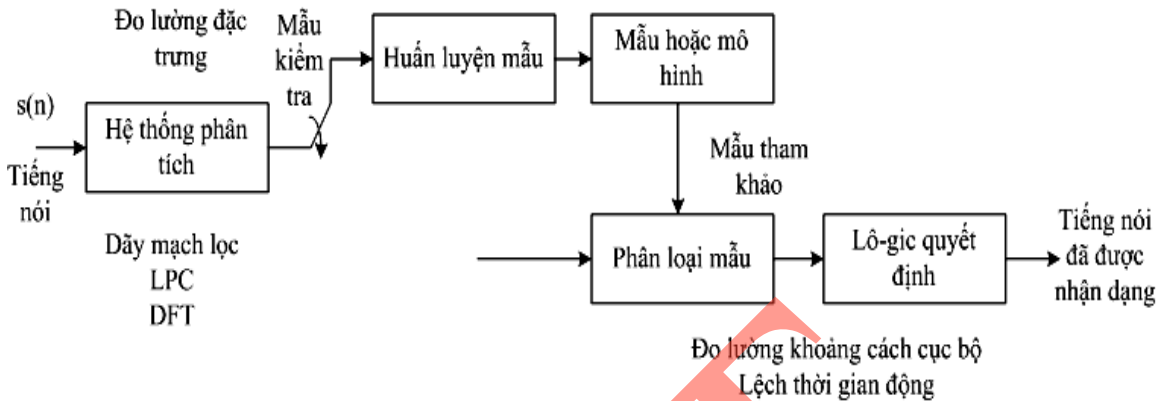 Đo lường đặc
trưng
Mẫu
kiểm
tra
Huấn luyện mẫu
Mẫu hoặc mô
hình
s(n)
Hệ thống phân
tích
Tiếng
nói
Mẫu tham
khảo
Dãy mạch lọc
LPC
DFT
Phân loại mẫu
Lô-gic quyết
định
Tiếng nói
đã được
nhận dạng
Đo lường khoảng cách cục bộ
Lệch thời gian động